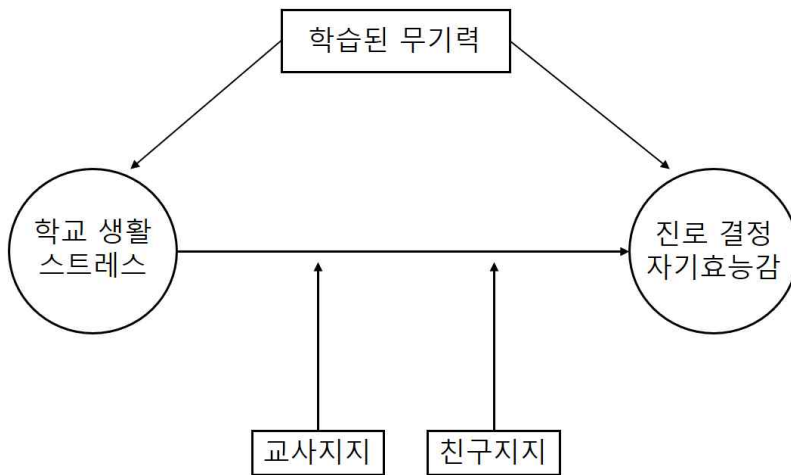 학습된 무기력
학교 생활
스트레스
진로 결정
자기효능감
교사지지
친구지지